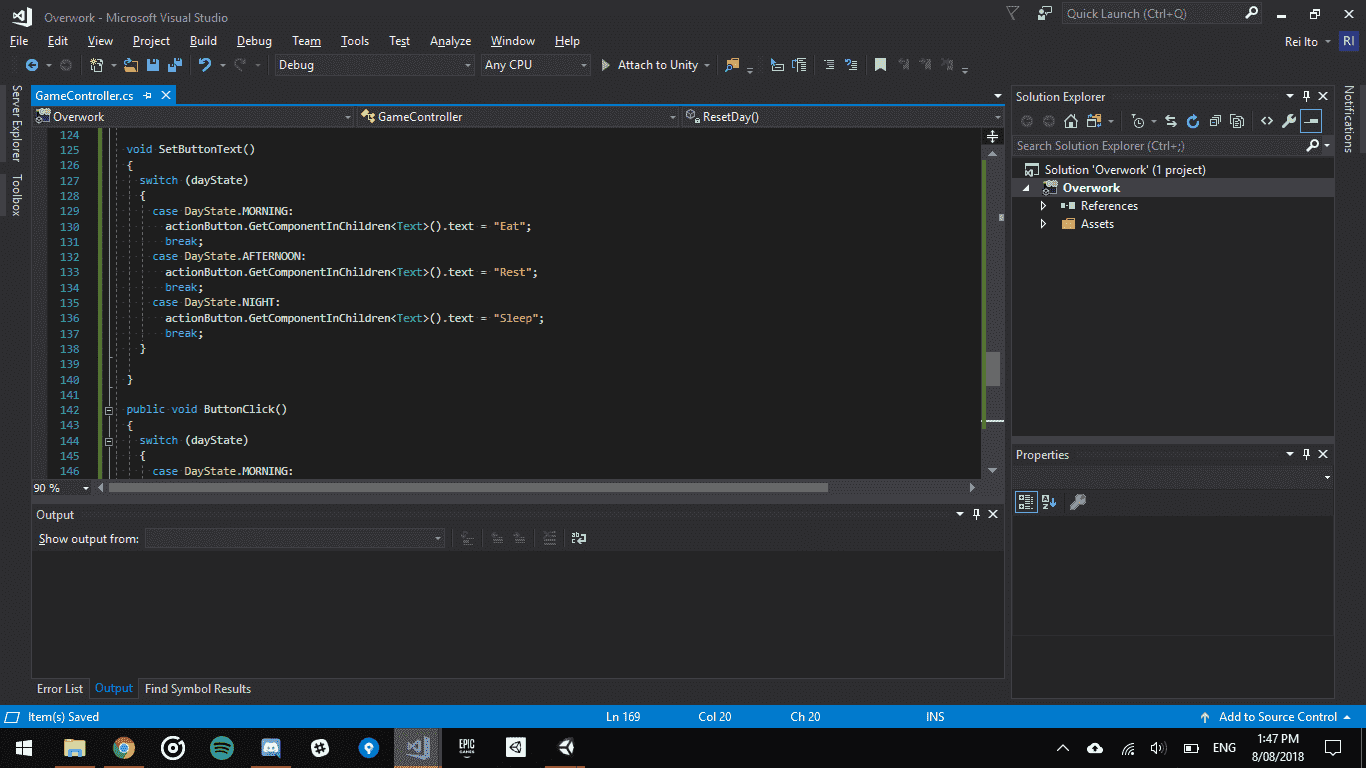 Overwork - Microsoft Visual Studio
Quick Launch (Ctrl+Q)
File Edit View Project Build Debug Team Tools Test Analyze Window Help
Rei Ito RI
Debug Any CPU Attach to Unity
Server Explorer
Toolbox
GameController.cs
Overwork GameController ResetDay()
124
125 void SetButtonText()
126 {
127 switch (dayState)
128 {
129 case DayState.MORNING:
130 actionButton.GetComponentInChildren<Text>().text = "Eat";
131 break;
132 case DayState.AFTERNOON:
133 actionButton.GetComponentInChildren<Text>().text = "Rest";
134 break;
135 case DayState.NIGHT:
136 actionButton.GetComponentInChildren<Text>().text = "Sleep";
137 break;
138 }
139
140 }
141
142 public void ButtonClick()
143 {
144 switch (dayState)
145 {
146 case DayState.MORNING:
90 %
Output
Show output from:
Error List Output Find Symbol Results
Solution Explorer
Search Solution Explorer (Ctrl+;)
Solution 'Overwork' (1 project)
Overwork
References
Assets
Properties
Notifications
Item(s) Saved Ln 169 Col 20 Ch 20 INS Add to Source Control
EPIC
GAMES
ENG
1:47 PM
8/08/2018